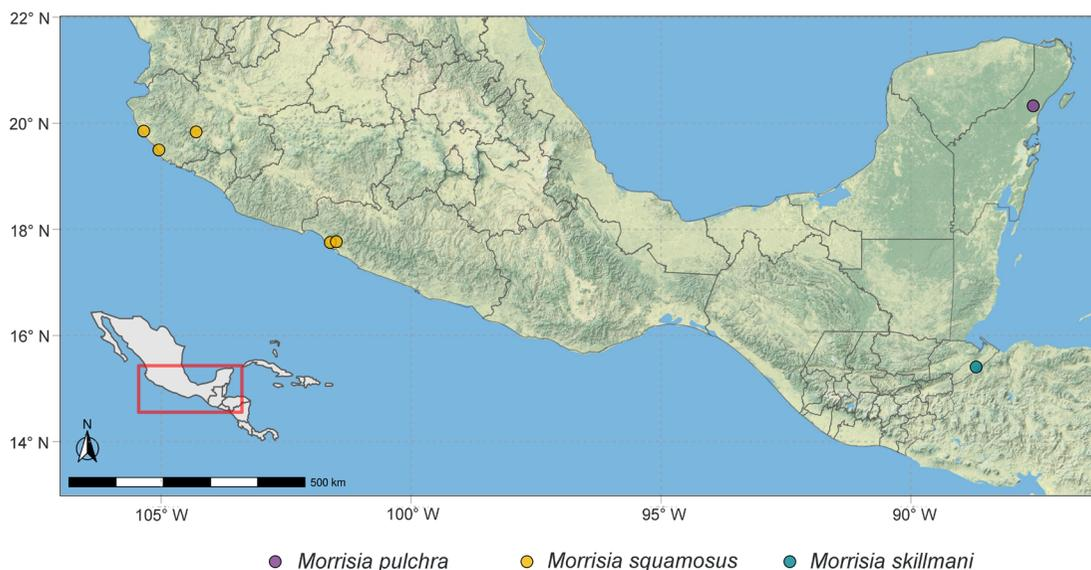 22° N
20° N
18° N
16° N
14° N
N
500 km
105° W
100° W
95° W
90° W
Morrisia pulchra
Morrisia squamosus
Morrisia skillmani